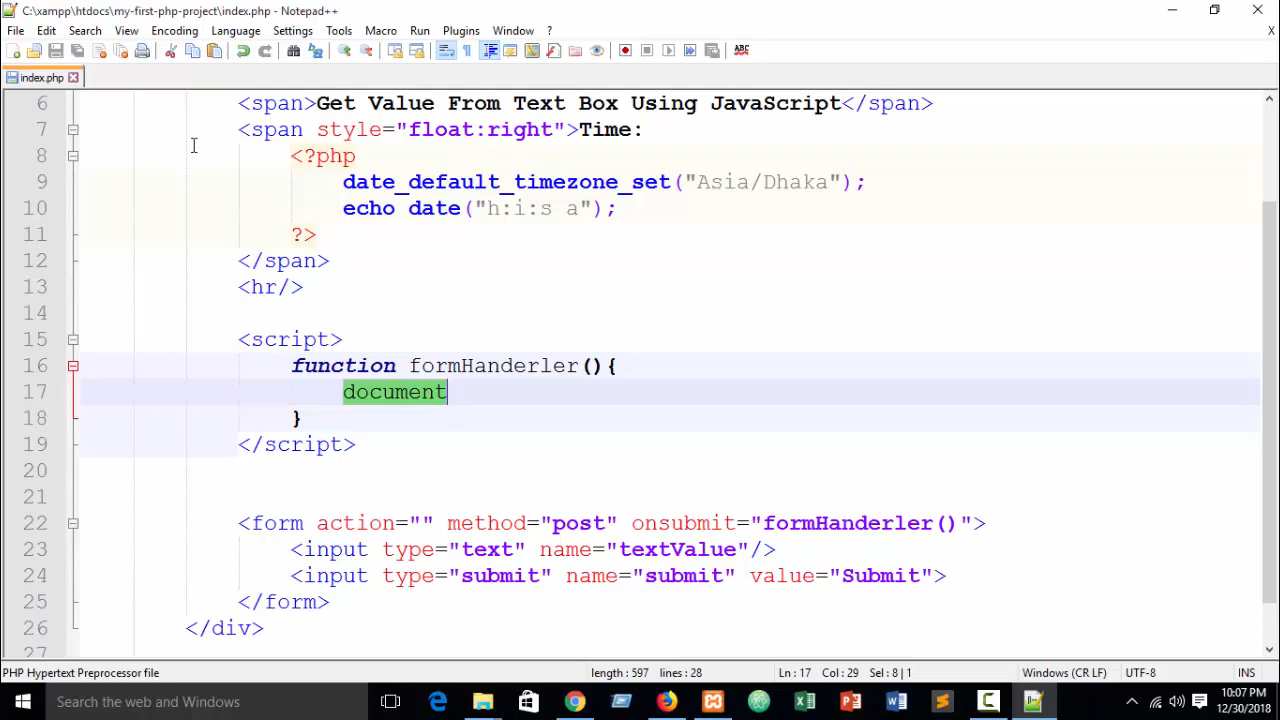 C:\xampp\htdocs\my-first-php-project\index.php - Notepad++
File Edit Search View Encoding Language Settings Tools Macro Run Plugins Window ? X
ABC
index.php
6 <span>Get Value From Text Box Using JavaScript</span>
7 <span style="float:right">Time:
8 <?php
9 date_default_timezone_set("Asia/Dhaka");
10 echo date("h:i:s a");
11 ?>
12 </span>
13 <hr/>
14
15 <script>
16 function formHanderler(){
17 document
18 }
19 </script>
20
21
22 <form action="" method="post" onsubmit="formHanderler()">
23 <input type="text" name="textValue"/>
24 <input type="submit" name="submit" value="Submit">
25 </form>
26 </div>
27
PHP Hypertext Preprocessor file length : 597 lines : 28 Ln : 17 Col : 29 Sel : 8 | 1 Windows (CR LF) UTF-8 INS
Search the web and Windows
10:07 PM
12/30/2018